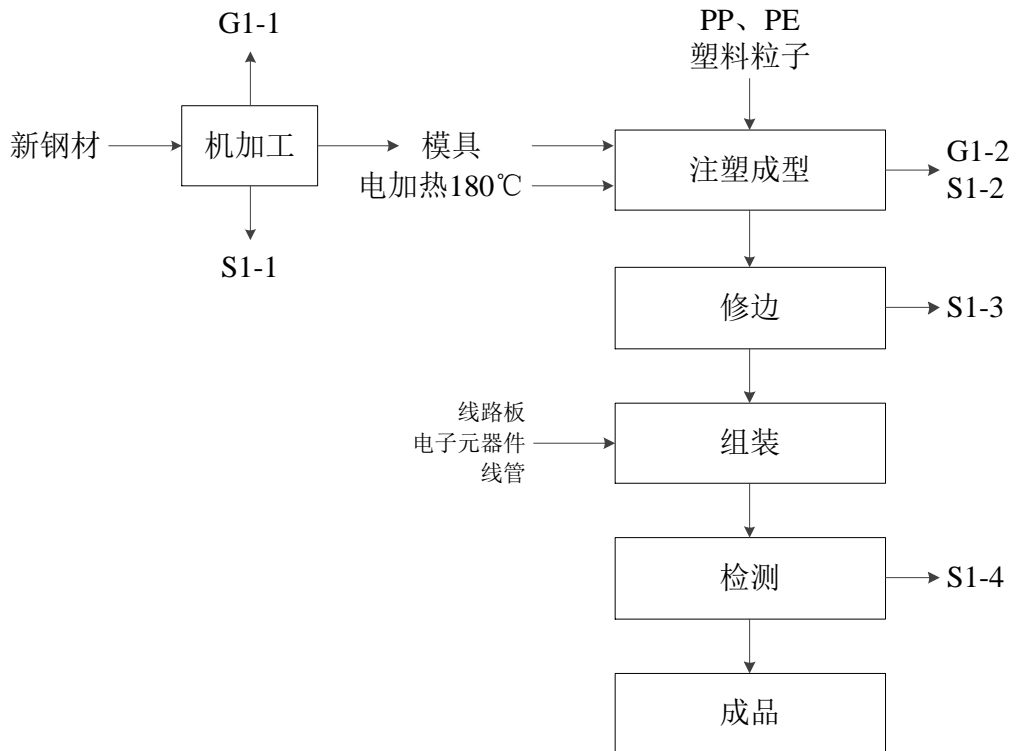 G1-1
PP、PE
塑料粒子
新钢材
机加工
模具
电加热180℃
注塑成型
G1-2
S1-2
S1-1
修边
S1-3
线路板
电子元器件
线管
组装
检测
S1-4
成品